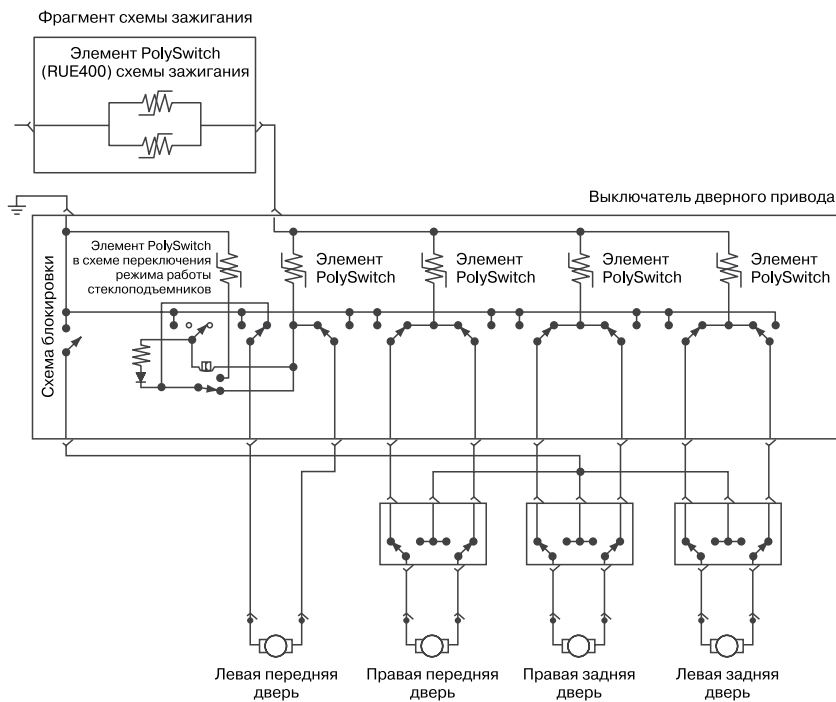 Фрагмент схемы зажигания
Элемент PolySwitch
(RUE400) схемы зажигания
Выключатель дверного привода
Схема блокировки
Элемент PolySwitch
в схеме переключения
режима работы
стеклоподъемников
Элемент
PolySwitch
Элемент
PolySwitch
Элемент
PolySwitch
Элемент
PolySwitch
Левая передняя
дверь
Правая передняя
дверь
Правая задняя
дверь
Левая задняя
дверь